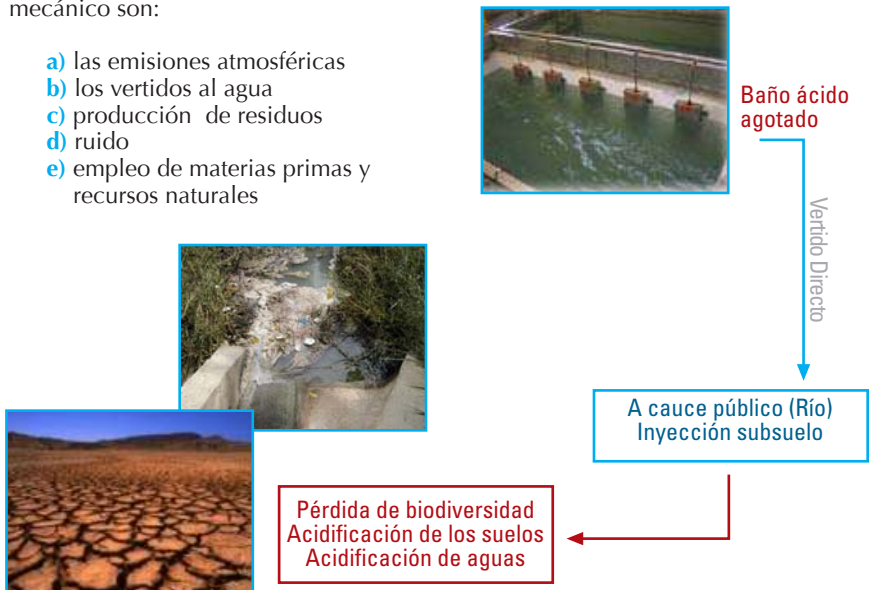 mecánico son:
a) las emisiones atmosféricas
b) los vertidos al agua
c) producción de residuos
d) ruido
e) empleo de materias primas y
recursos naturales
Baño ácido
agotado
Vertido Directo
A cauce público (Río)
Inyección subsuelo
Pérdida de biodiversidad
Acidificación de los suelos
Acidificación de aguas